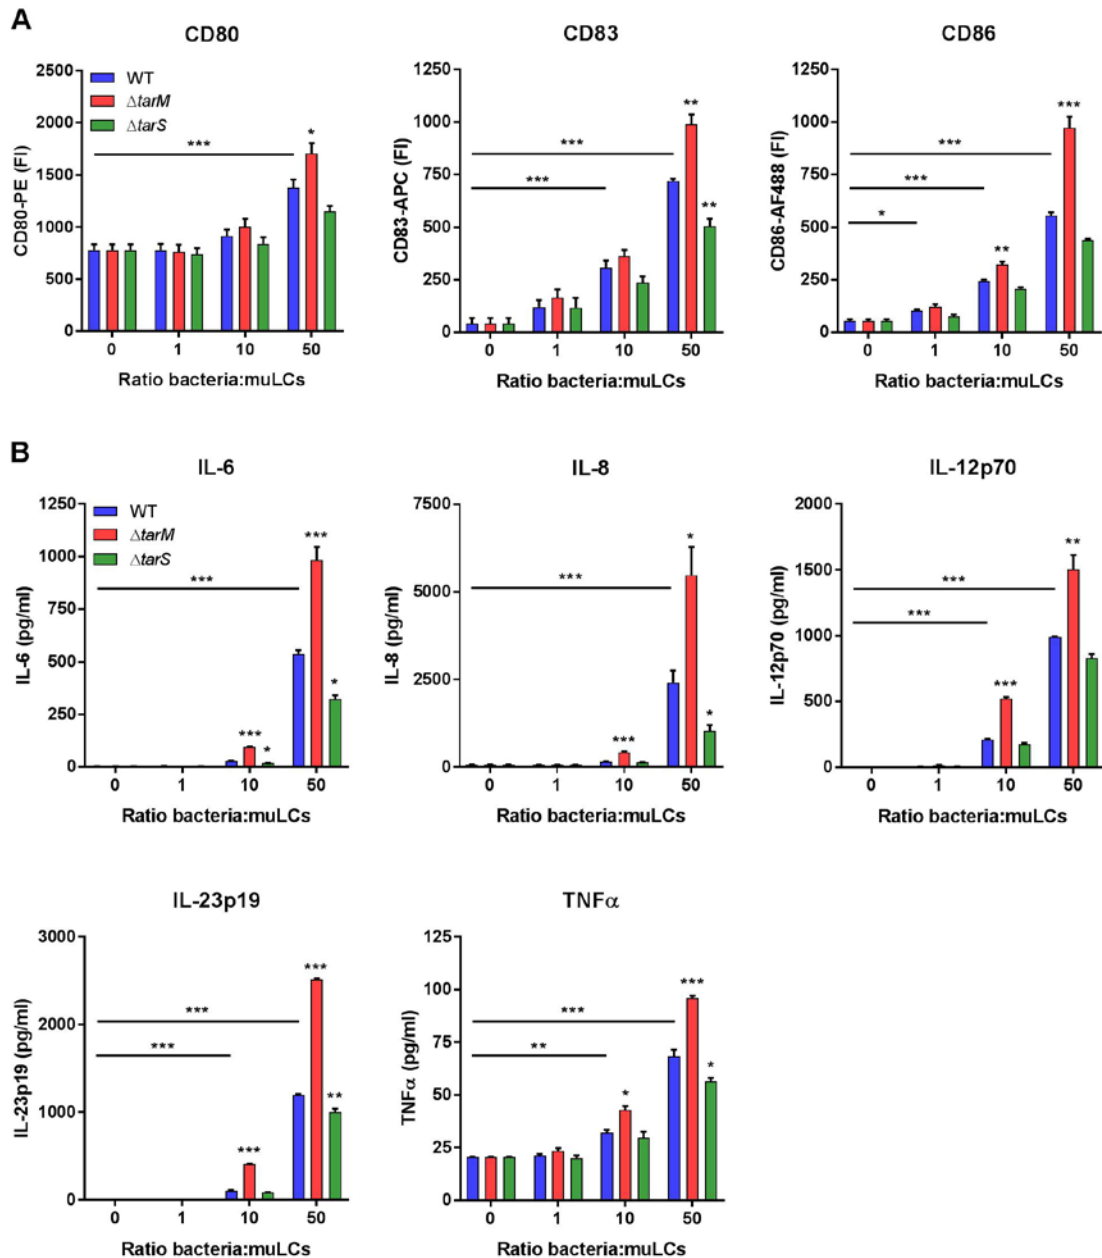 A
CD80
CD83
CD86
2500
2000
1500
1000
500
0
CD80-PE (FI)
WT
ΔtarM
ΔtarS
***
*
0 1 10 50
Ratio bacteria:muLCs
1250
1000
750
500
250
0
CD83-APC (FI)
**
***
***
**
0 1 10 50
Ratio bacteria:muLCs
1250
1000
750
500
250
0
CD86-AF488 (FI)
***
***
***
*
**
0 1 10 50
Ratio bacteria:muLCs
B
IL-6
IL-8
IL-12p70
1250
1000
750
500
250
0
IL-6 (pg/ml)
WT
ΔtarM
ΔtarS
***
***
*
***
*
0 1 10 50
Ratio bacteria:muLCs
7500
5000
2500
0
IL-8 (pg/ml)
*
***
***
*
0 1 10 50
Ratio bacteria:muLCs
2000
1500
1000
500
0
IL-12p70 (pg/ml)
**
***
***
***
0 1 10 50
Ratio bacteria:muLCs
IL-23p19
TNFα
3000
2000
1000
0
IL-23p19 (pg/ml)
***
***
***
**
***
0 1 10 50
Ratio bacteria:muLCs
125
100
75
50
25
0
TNFα (pg/ml)
***
***
**
*
*
0 1 10 50
Ratio bacteria:muLCs